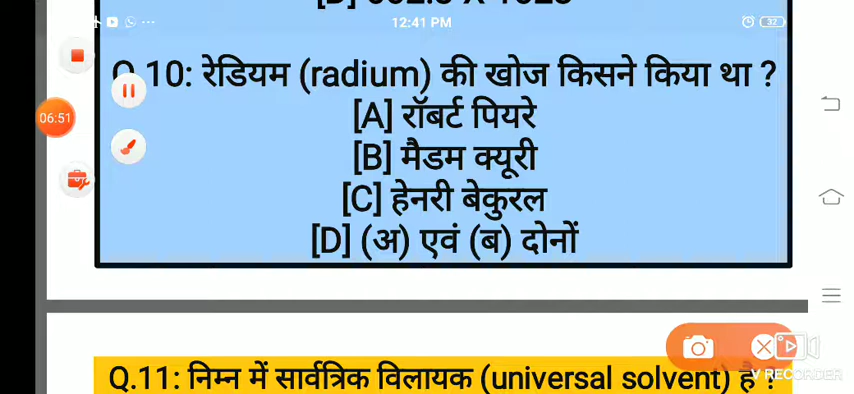 12:41 PM
32
Q.10: रेडियम (radium) की खोज किसने किया था ?
[A] रॉबर्ट पियरे
06:51
[B] मैडम क्यूरी
[C] हेनरी बेकुरल
[D] (अ) एवं (ब) दोनों
Q.11: निम्न में सार्वत्रिक विलायक (universal solvent) है ?
V RECORDER